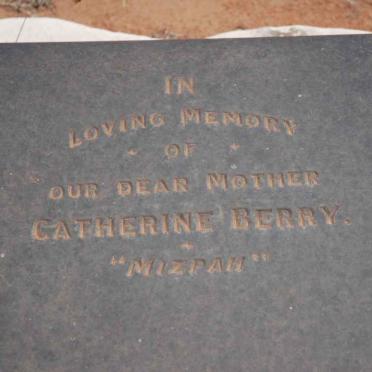 IN
LOVING MEMORY
OF
OUR DEAR MOTHER
CATHERINE BERRY.
"MIZPAH"